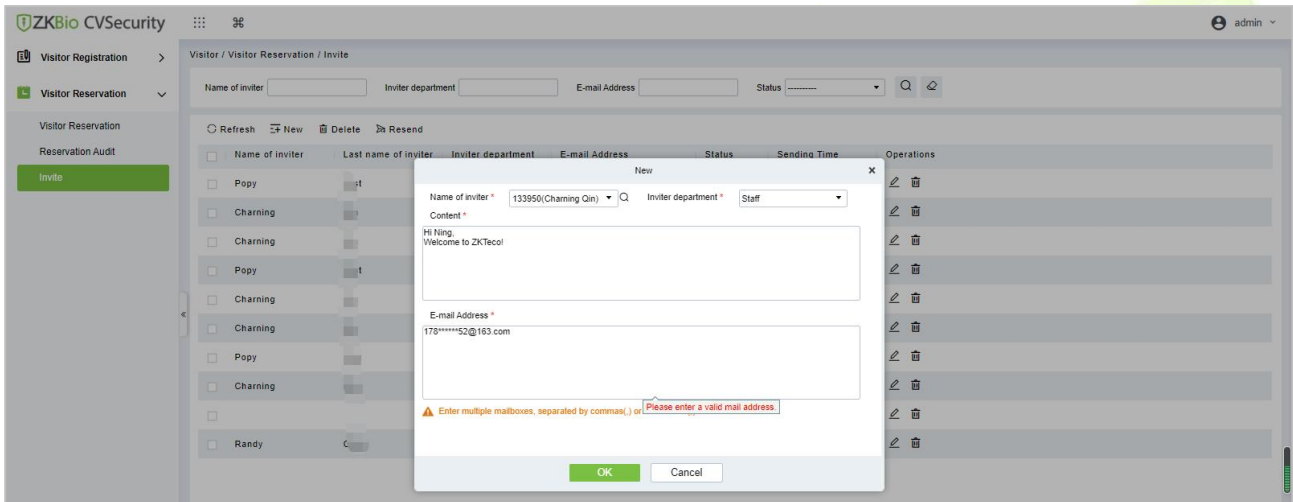 ZKBio CVSecurity
admin
Visitor Registration
Visitor Reservation
Visitor Reservation
Reservation Audit
Invite
Visitor / Visitor Reservation / Invite
Name of inviter Inviter department E-mail Address Status ----------
Refresh New Delete Resend
Name of inviter Last name of inviter Inviter department E-mail Address Status Sending Time Operations
Popy
Charning
Charning
Popy
Charning
Charning
Popy
Charning
Randy
New
Name of inviter * 133950(Charning Qin) Inviter department * Staff
Content *
Hi Ning,
Welcome to ZKTeco!
E-mail Address *
178******52@163.com
Enter multiple mailboxes, separated by commas(,) or
Please enter a valid mail address.
OK Cancel